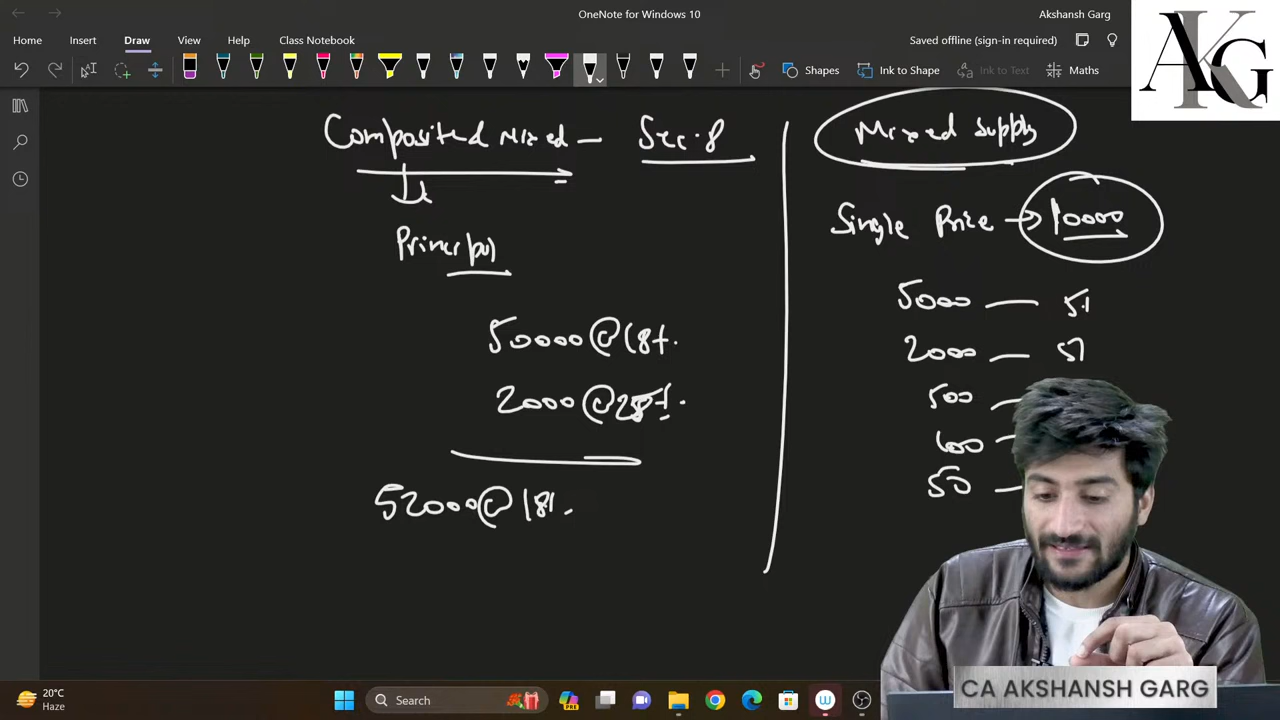 OneNote for Windows 10
Akshansh Garg
Home Insert Draw View Help Class Notebook
Saved offline (sign-in required)
Shapes
Ink to Shape
Ink to Text
Maths
AKG
Composite & Mixed - Sec. 8
Principal
50000 @ 18%.
2000 @ 28%.
52000 @ 18%.
Mixed Supply
Single Price → 10000
5000 — 5%
2000 — 5%
500 —
50 —
CA AKSHANSH GARG
20°C
Haze
Search